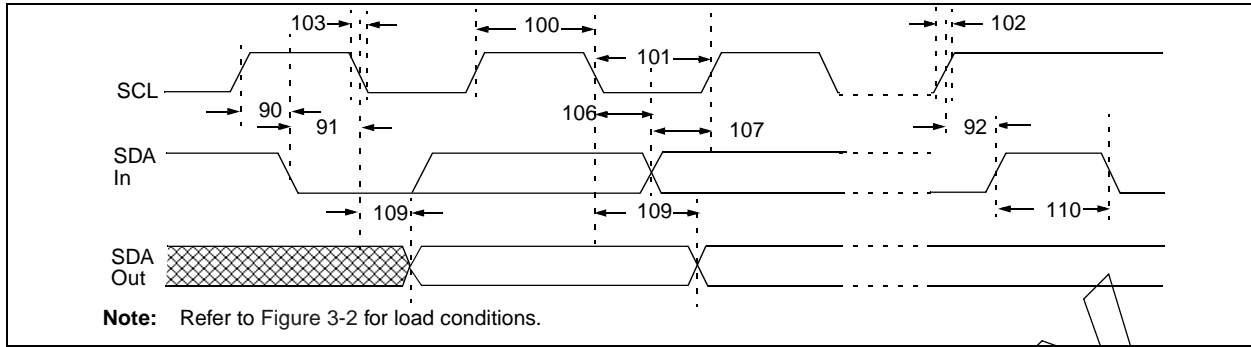 103
100
102
101
SCL
90
106
91
107
92
SDA
In
109
109
110
SDA
Out
Note: Refer to Figure 3-2 for load conditions.